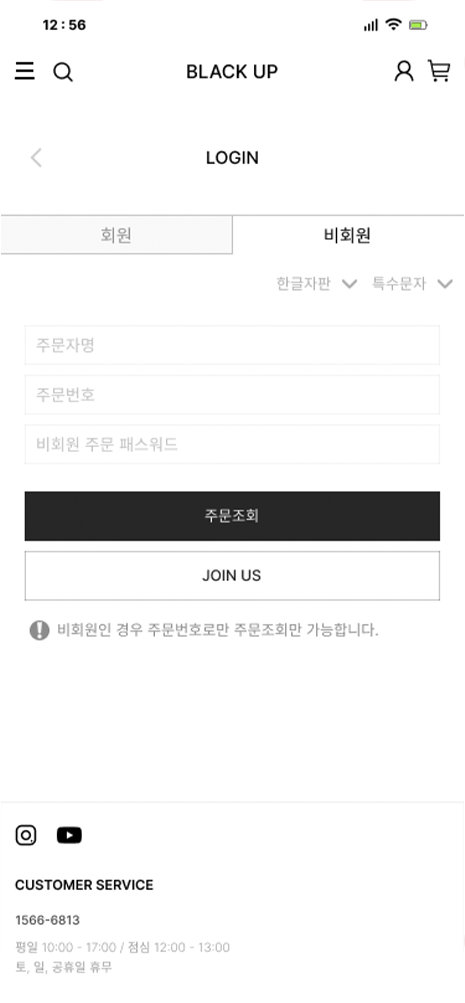 12 : 56
BLACK UP
LOGIN
회원 비회원
한글자판 특수문자
주문자명
주문번호
비회원 주문 패스워드
주문조회
JOIN US
비회원인 경우 주문번호로만 주문조회만 가능합니다.
CUSTOMER SERVICE
1566-6813
평일 10:00 - 17:00 / 점심 12:00 - 13:00
토, 일, 공휴일 휴무